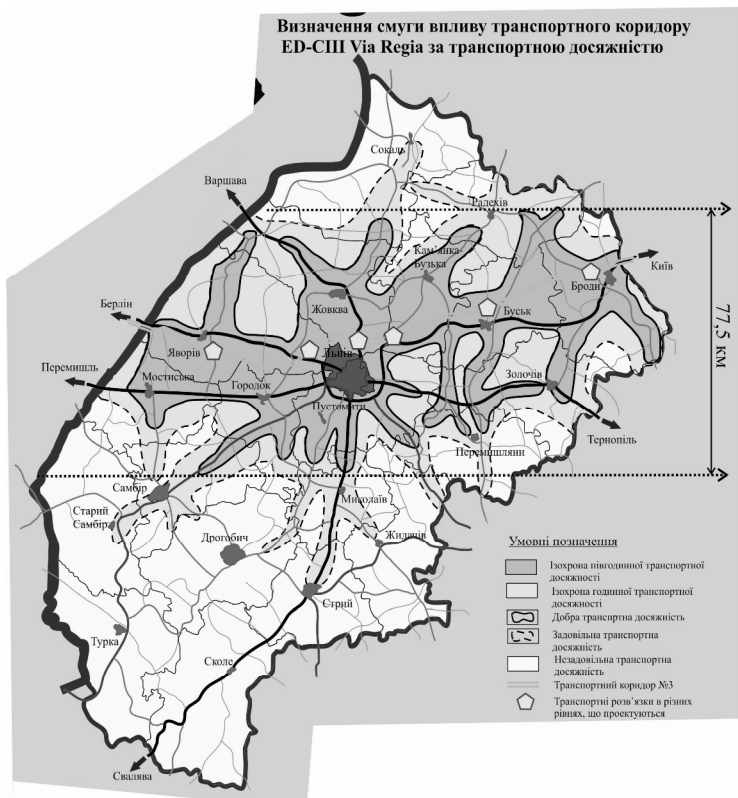 Визначення смуги впливу транспортного коридору
ED-CIII Via Regia за транспортною досяжністю
Сокаль
Варшава
Радехів
Кам'янка-
Бузька
Київ
Броди
Берлін
Жовква
Буськ
77,5 км
Яворів
Львів
Перемишль
Мостиська
Городок
Золочів
Пустомити
Тернопіль
Перемишляни
Самбір
Миколаїв
Старий
Самбір
Дрогобич
Жидачів
Стрий
Турка
Сколе
Свалява
Умовні позначення
Ізохрона півгодинної транспортної
досяжності
Ізохрона годинної транспортної
досяжності
Добра транспртна досяжність
Задовільна транспортна
досяжність
Незадовільна транспортна
досяжність
Транспортний коридор №3
Транспортні розв'язки в різних
рівнях, що проектуються